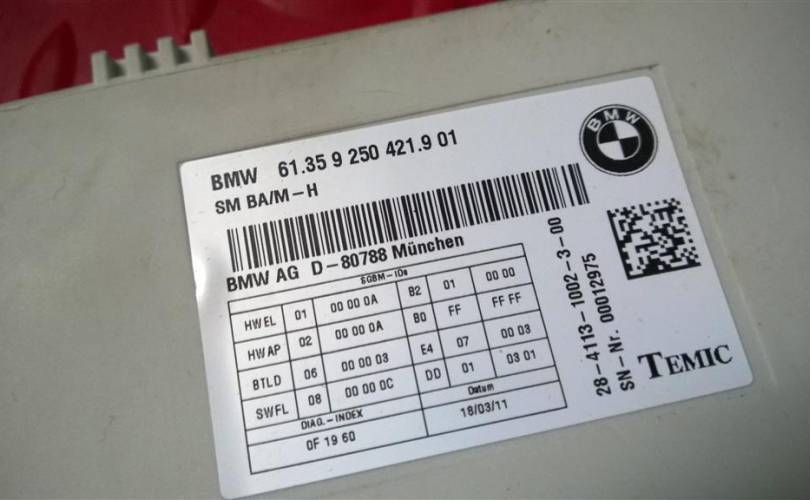 BMW 61.35 9 250 421.9 01
SM BA/M-H
BMW
BMW AG D-80788 München
SGBM-IDs
HWEL 01 00 00 0A B2 01 00 00
HWAP 02 00 00 0A B0 FF FF FF
BTLD 06 00 00 03 E4 07 00 03
SWFL 08 00 00 0C DD 01 03 01
DIAG.-INDEX Datum
0F 19 60 18/03/11
28-4113-1002-3-00
SN-Nr. 00012975
TEMIC